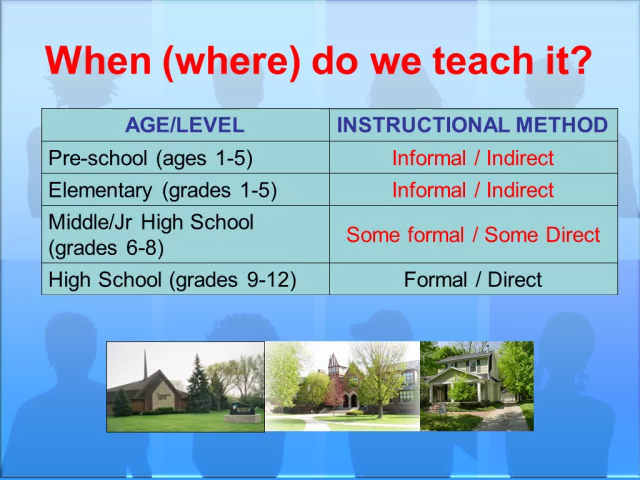 When (where) do we teach it?
AGE/LEVEL INSTRUCTIONAL METHOD
Pre-school (ages 1-5) Informal / Indirect
Elementary (grades 1-5) Informal / Indirect
Middle/Jr High School
(grades 6-8) Some formal / Some Direct
High School (grades 9-12) Formal / Direct